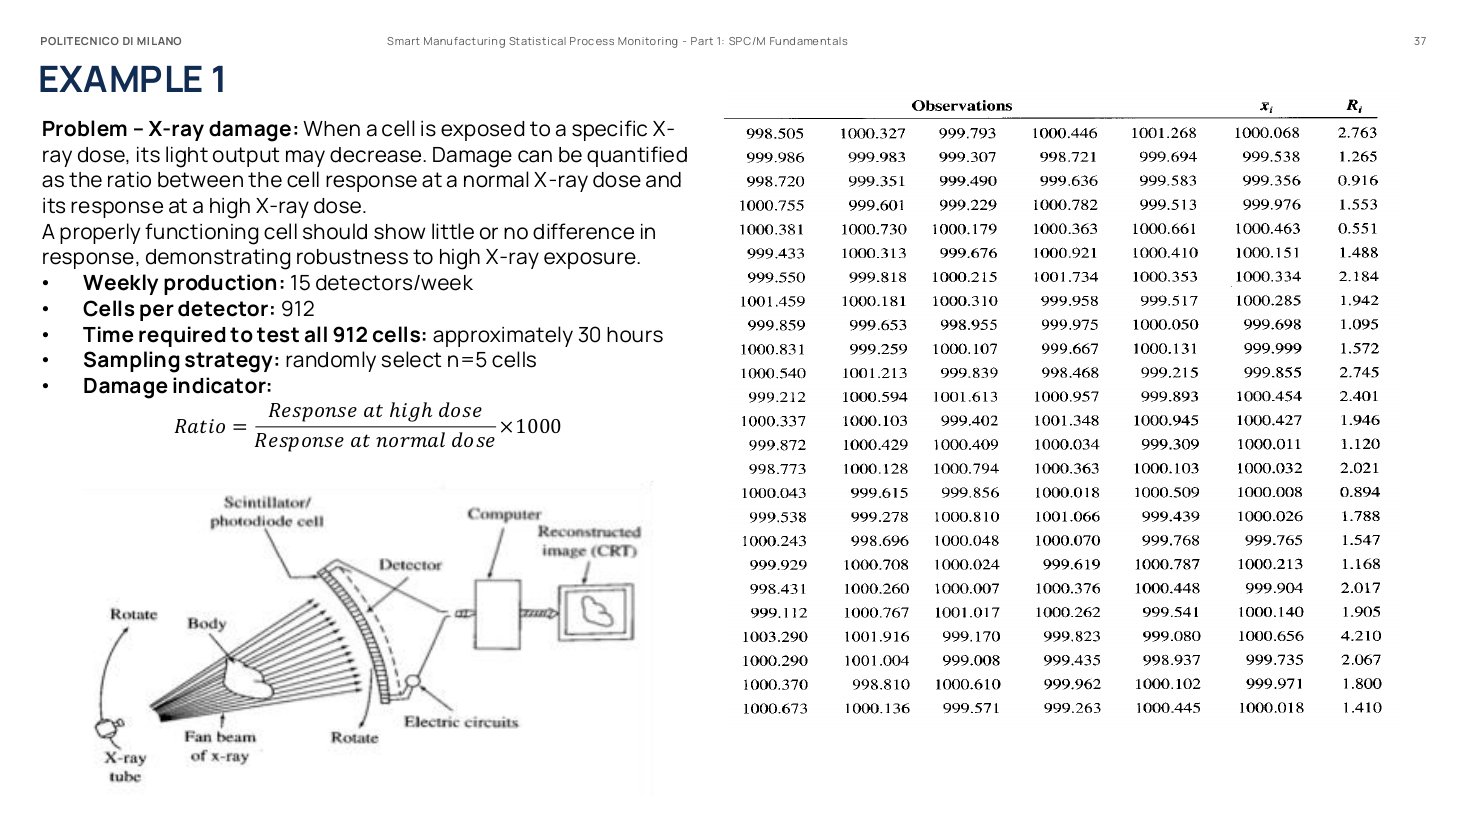 POLITECNICO DI MILANO
Smart Manufacturing Statistical Process Monitoring - Part 1: SPC/M Fundamentals
37
EXAMPLE 1
Problem – X-ray damage: When a cell is exposed to a specific X-
ray dose, its light output may decrease. Damage can be quantified
as the ratio between the cell response at a normal X-ray dose and
its response at a high X-ray dose.
A properly functioning cell should show little or no difference in
response, demonstrating robustness to high X-ray exposure.
• Weekly production: 15 detectors/week
• Cells per detector: 912
• Time required to test all 912 cells: approximately 30 hours
• Sampling strategy: randomly select n=5 cells
• Damage indicator:
Ratio = Response at high dose / Response at normal dose ×1000
Scintillator/
photodiode cell
Computer
Reconstructed
image (CRT)
Detector
Rotate
Body
Electric circuits
Fan beam
of x-ray
Rotate
X-ray
tube
Observations x̄i Ri
998.505 1000.327 999.793 1000.446 1001.268 1000.068 2.763
999.986 999.983 999.307 998.721 999.694 999.538 1.265
998.720 999.351 999.490 999.636 999.583 999.356 0.916
1000.755 999.601 999.229 1000.782 999.513 999.976 1.553
1000.381 1000.730 1000.179 1000.363 1000.661 1000.463 0.551
999.433 1000.313 999.676 1000.921 1000.410 1000.151 1.488
999.550 999.818 1000.215 1001.734 1000.353 1000.334 2.184
1001.459 1000.181 1000.310 999.958 999.517 1000.285 1.942
999.859 999.653 998.955 999.975 1000.050 999.698 1.095
1000.831 999.259 1000.107 999.667 1000.131 999.999 1.572
1000.540 1001.213 999.839 998.468 999.215 999.855 2.745
999.212 1000.594 1001.613 1000.957 999.893 1000.454 2.401
1000.337 1000.103 999.402 1001.348 1000.945 1000.427 1.946
999.872 1000.429 1000.409 1000.034 999.309 1000.011 1.120
998.773 1000.128 1000.794 1000.363 1000.103 1000.032 2.021
1000.043 999.615 999.856 1000.018 1000.509 1000.008 0.894
999.538 999.278 1000.810 1001.066 999.439 1000.026 1.788
1000.243 998.696 1000.048 1000.070 999.768 999.765 1.547
999.929 1000.708 1000.024 999.619 1000.787 1000.213 1.168
998.431 1000.260 1000.007 1000.376 1000.448 999.904 2.017
999.112 1000.767 1001.017 1000.262 999.541 1000.140 1.905
1003.290 1001.916 999.170 999.823 999.080 1000.656 4.210
1000.290 1001.004 999.008 999.435 998.937 999.735 2.067
1000.370 998.810 1000.610 999.962 1000.102 999.971 1.800
1000.673 1000.136 999.571 999.263 1000.445 1000.018 1.410